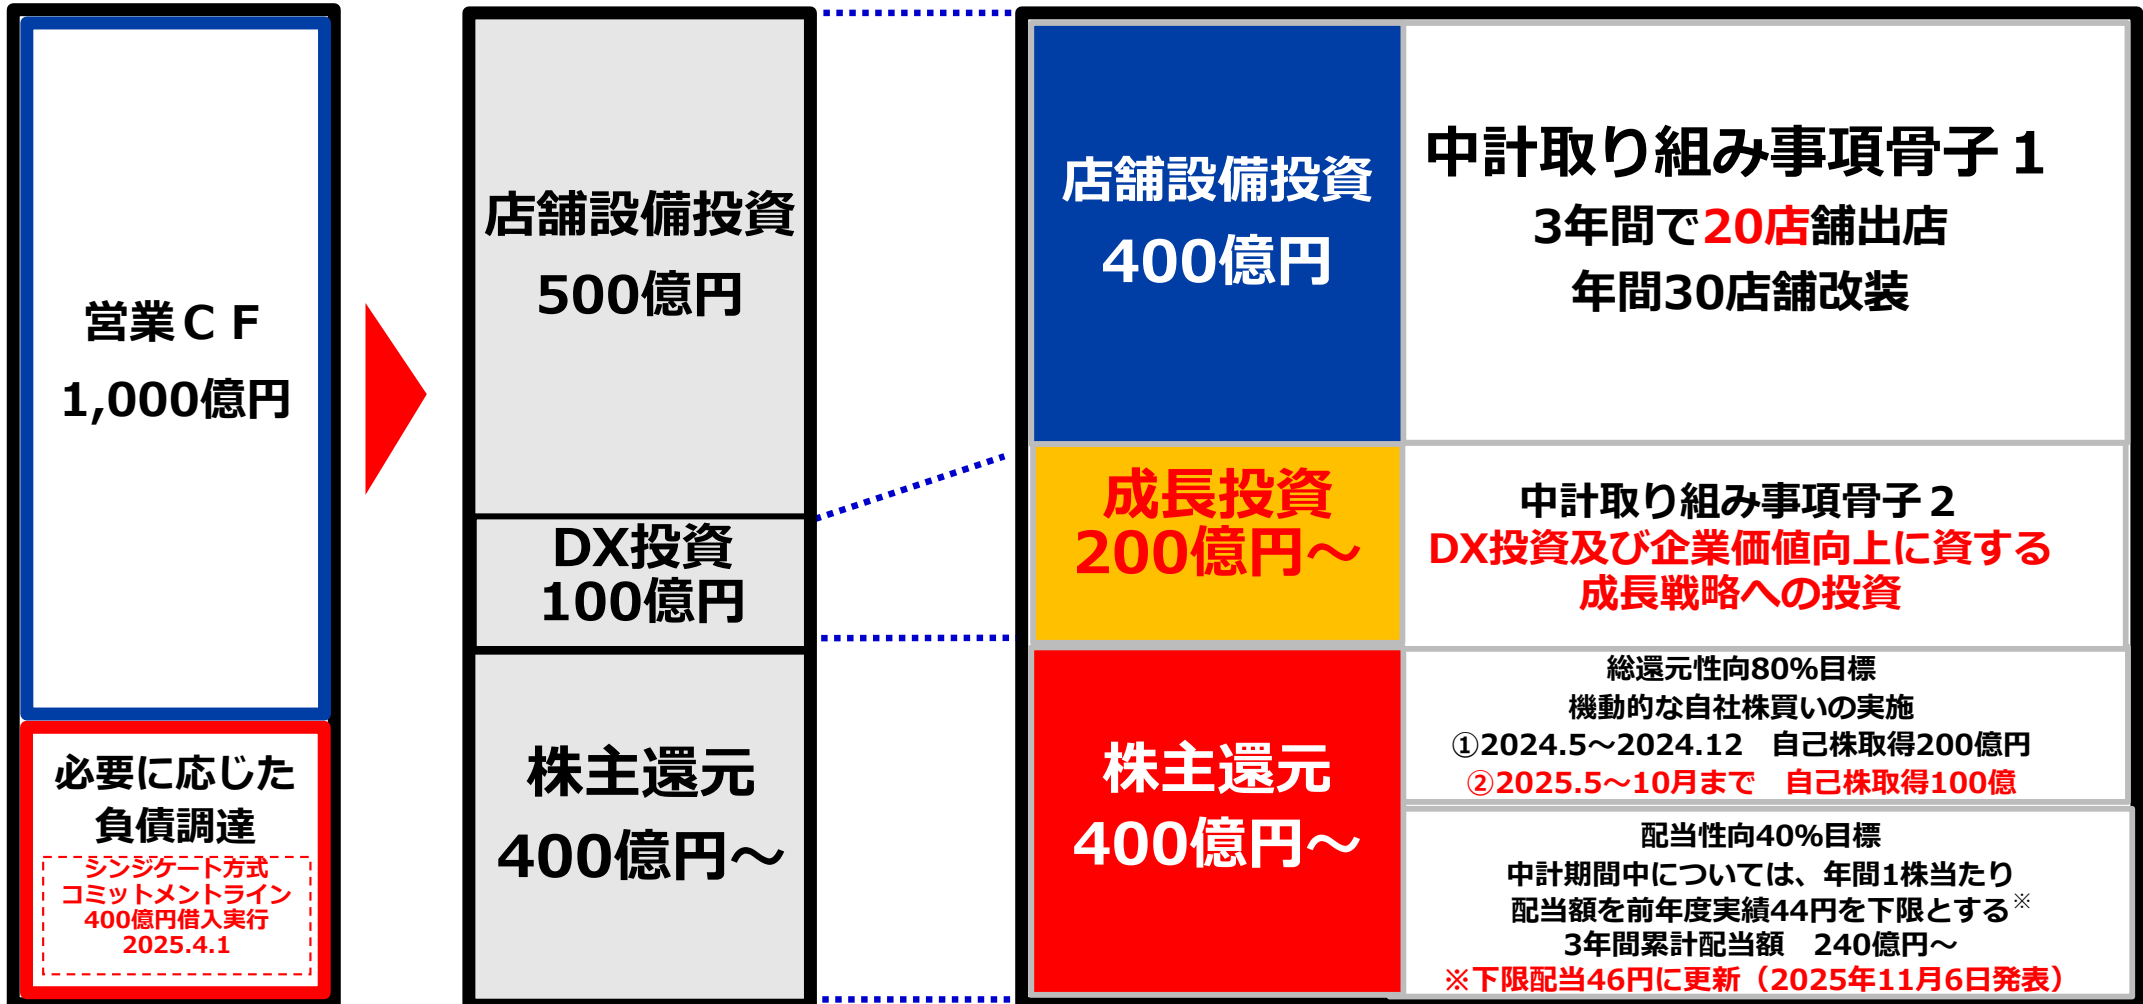 営業ＣＦ
1,000億円
必要に応じた
負債調達
シンジケート方式
コミットメントライン
400億円借入実行
2025.4.1
店舗設備投資
500億円
DX投資
100億円
株主還元
400億円～
店舗設備投資
400億円
中計取り組み事項骨子１
3年間で20店舗出店
年間30店舗改装
成長投資
200億円～
中計取り組み事項骨子２
DX投資及び企業価値向上に資する
成長戦略への投資
株主還元
400億円～
総還元性向80%目標
機動的な自社株買いの実施
①2024.5～2024.12　自己株取得200億円
②2025.5～10月まで　自己株取得100億
配当性向40%目標
中計期間中については、年間1株当たり
配当額を前年度実績44円を下限とする※
3年間累計配当額　240億円～
※下限配当46円に更新（2025年11月6日発表）